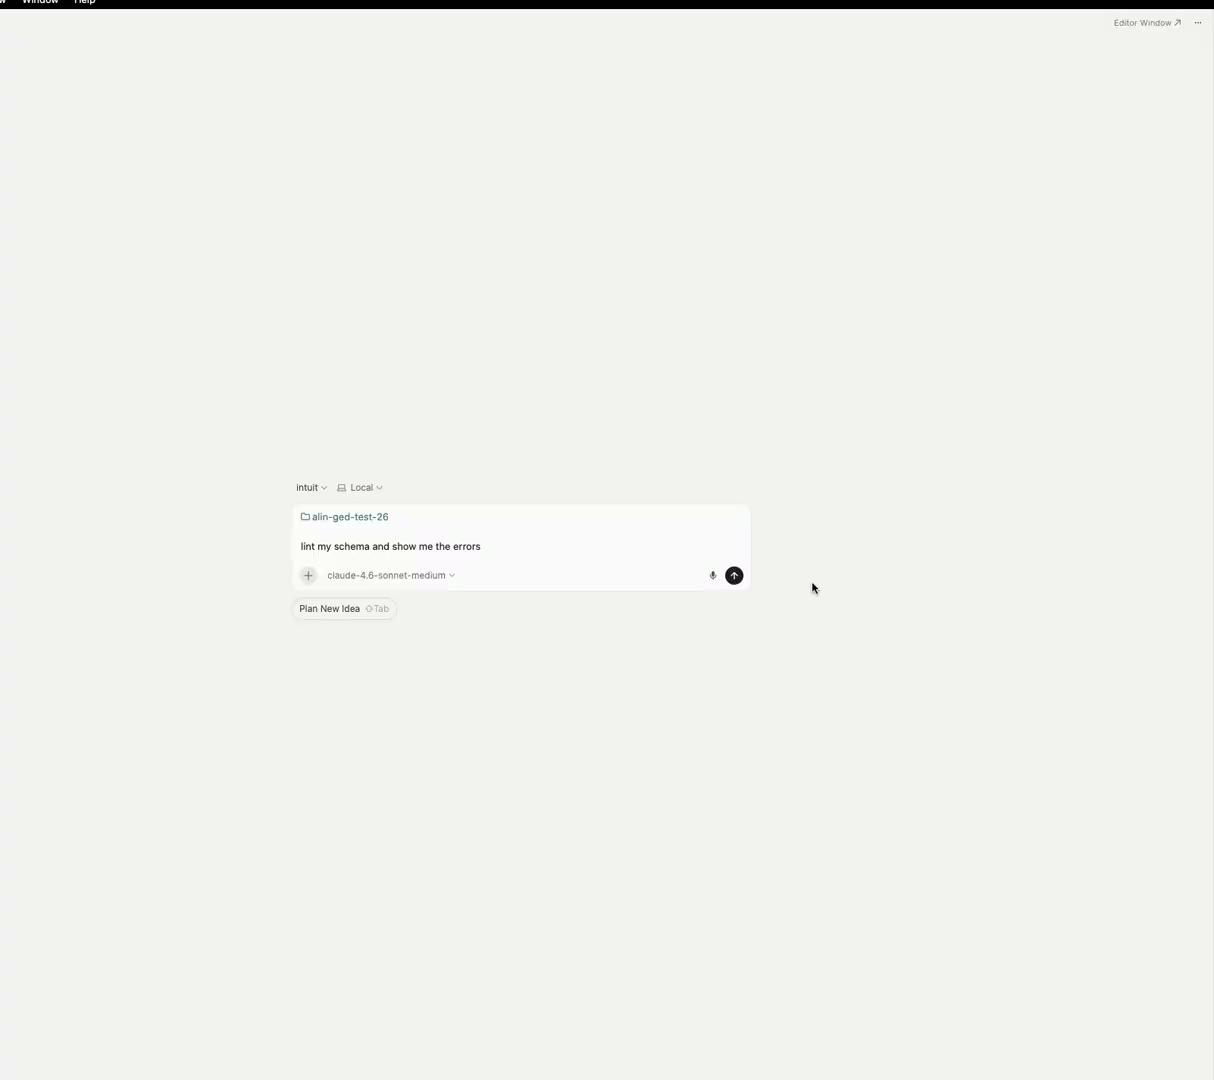 Window Help
Editor Window ↗ ...
intuit Local
alin-ged-test-26
lint my schema and show me the errors
claude-4.6-sonnet-medium
Plan New Idea ⇧Tab